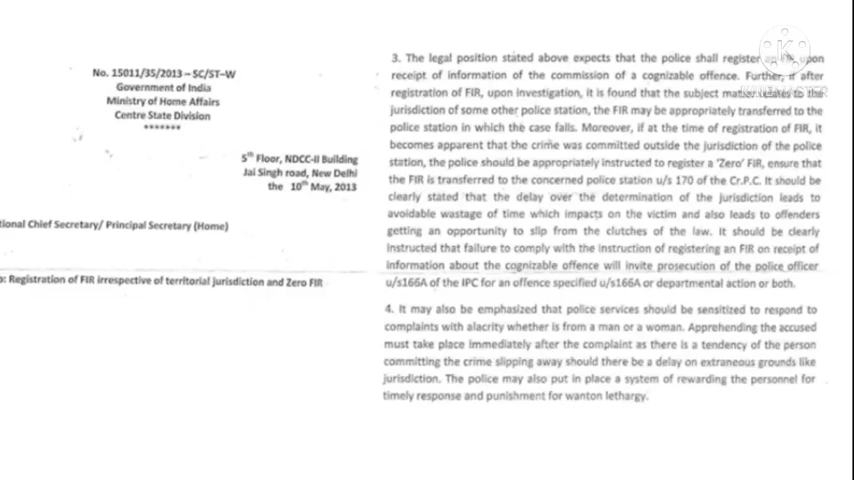 No. 15011/35/2013 – SC/ST-W
Government of India
Ministry of Home Affairs
Centre State Division
*******
5th Floor, NDCC-II Building
Jai Singh road, New Delhi
the 10th May, 2013
tional Chief Secretary/ Principal Secretary (Home)
: Registration of FIR irrespective of territorial jurisdiction and Zero FIR
3. The legal position stated above expects that the police shall register an FIR upon
receipt of information of the commission of a cognizable offence. Further, if after
registration of FIR, upon investigation, it is found that the subject matter relates to the
jurisdiction of some other police station, the FIR may be appropriately transferred to the
police station in which the case falls. Moreover, if at the time of registration of FIR, it
becomes apparent that the crime was committed outside the jurisdiction of the police
station, the police should be appropriately instructed to register a 'Zero' FIR, ensure that
the FIR is transferred to the concerned police station u/s 170 of the Cr.P.C. It should be
clearly stated that the delay over the determination of the jurisdiction leads to
avoidable wastage of time which impacts on the victim and also leads to offenders
getting an opportunity to slip from the clutches of the law. It should be clearly
instructed that failure to comply with the instruction of registering an FIR on receipt of
information about the cognizable offence will invite prosecution of the police officer
u/s166A of the IPC for an offence specified u/s166A or departmental action or both.
4. It may also be emphasized that police services should be sensitized to respond to
complaints with alacrity whether is from a man or a woman. Apprehending the accused
must take place immediately after the complaint as there is a tendency of the person
committing the crime slipping away should there be a delay on extraneous grounds like
jurisdiction. The police may also put in place a system of rewarding the personnel for
timely response and punishment for wanton lethargy.
KINEMASTER